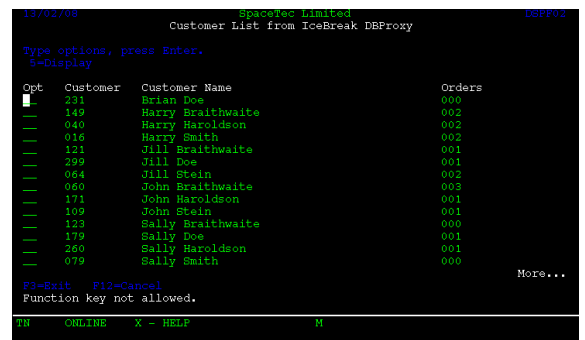 13/02/08 SpaceTec Limited DSPF02
Customer List from IceBreak DBProxy
Type options, press Enter.
5=Display
Opt Customer Customer Name Orders
231 Brian Doe 000
149 Harry Braithwaite 002
040 Harry Haroldson 002
016 Harry Smith 002
121 Jill Braithwaite 001
299 Jill Doe 001
064 Jill Stein 002
060 John Braithwaite 003
171 John Haroldson 001
109 John Stein 001
123 Sally Braithwaite 000
179 Sally Doe 001
260 Sally Haroldson 001
079 Sally Smith 000
More...
F3=Exit F12=Cancel
Function key not allowed.
TN ONLINE X - HELP M